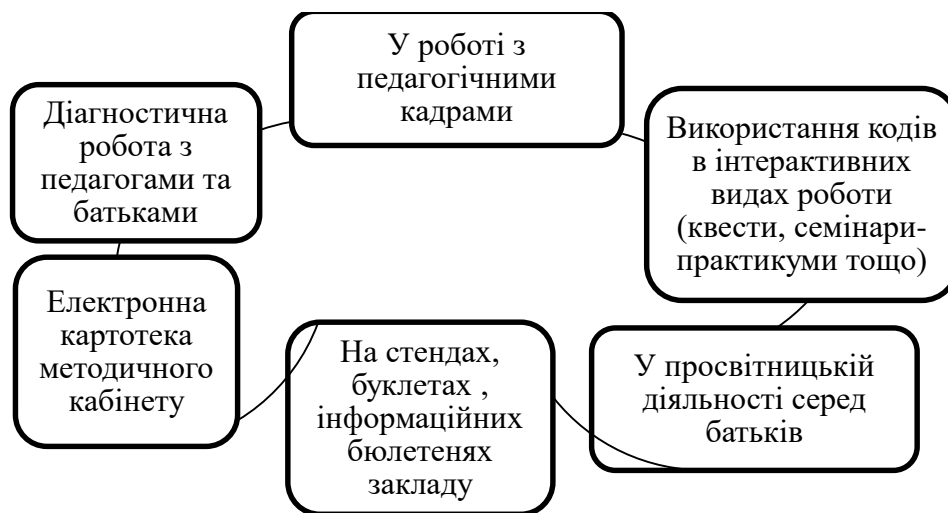 У роботі з
педагогічними
кадрами
Використання кодів
в інтерактивних
видах роботи
(квести, семінари-
практикуми тощо)
У просвітницькій
діяльності серед
батьків
На стендах,
буклетах ,
інформаційних
бюлетенях
закладу
Електронна
картотека
методичного
кабінету
Діагностична
робота з
педагогами та
батьками